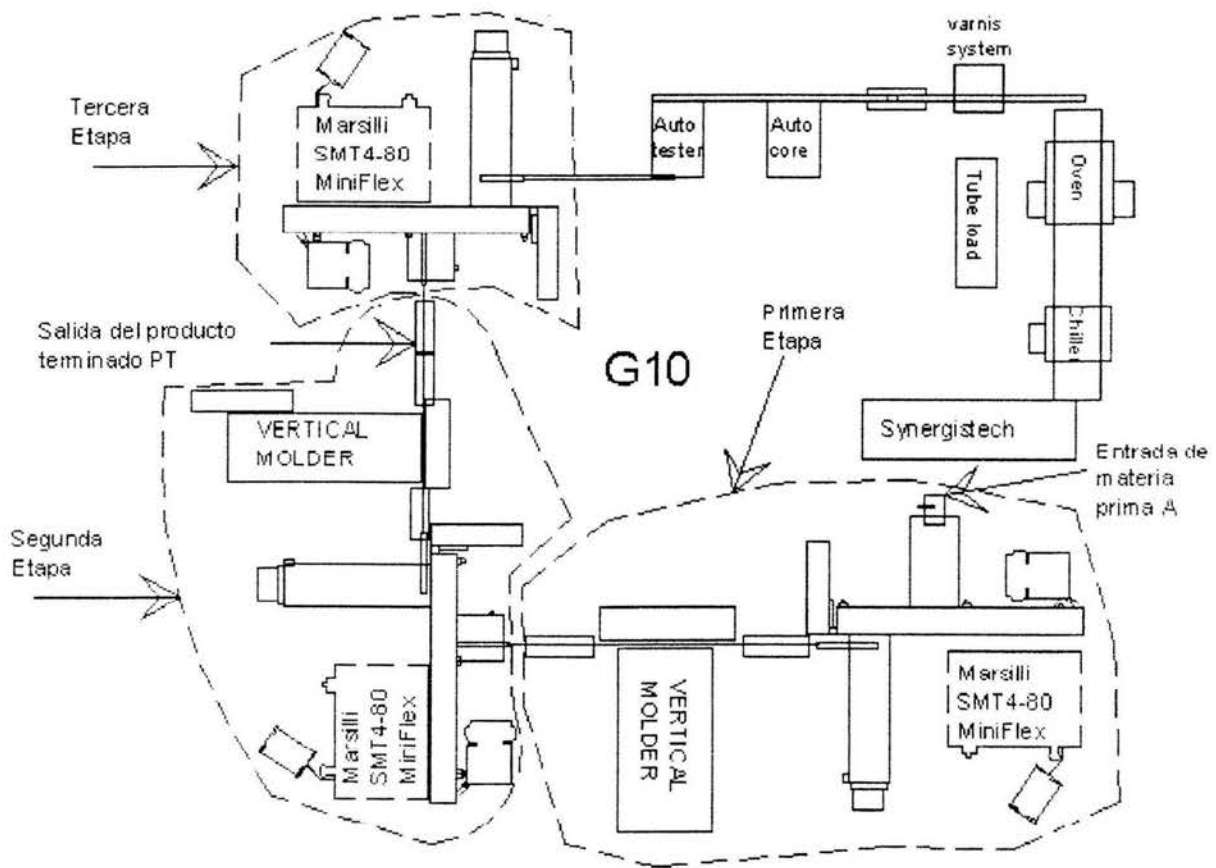 varnis
system
Tercera
Etapa
Marsilli
SMT4-80
MiniFlex
Auto
tester
Auto
core
Oven
Tube load
Chiller
Salida del producto
terminado PT
Primera
Etapa
G10
VERTICAL
MOLDER
Synergistech
Entrada de
materia
prima A
Segunda
Etapa
VERTICAL
MOLDER
Marsilli
SMT4-80
MiniFlex
Marsilli
SMT4-80
MiniFlex